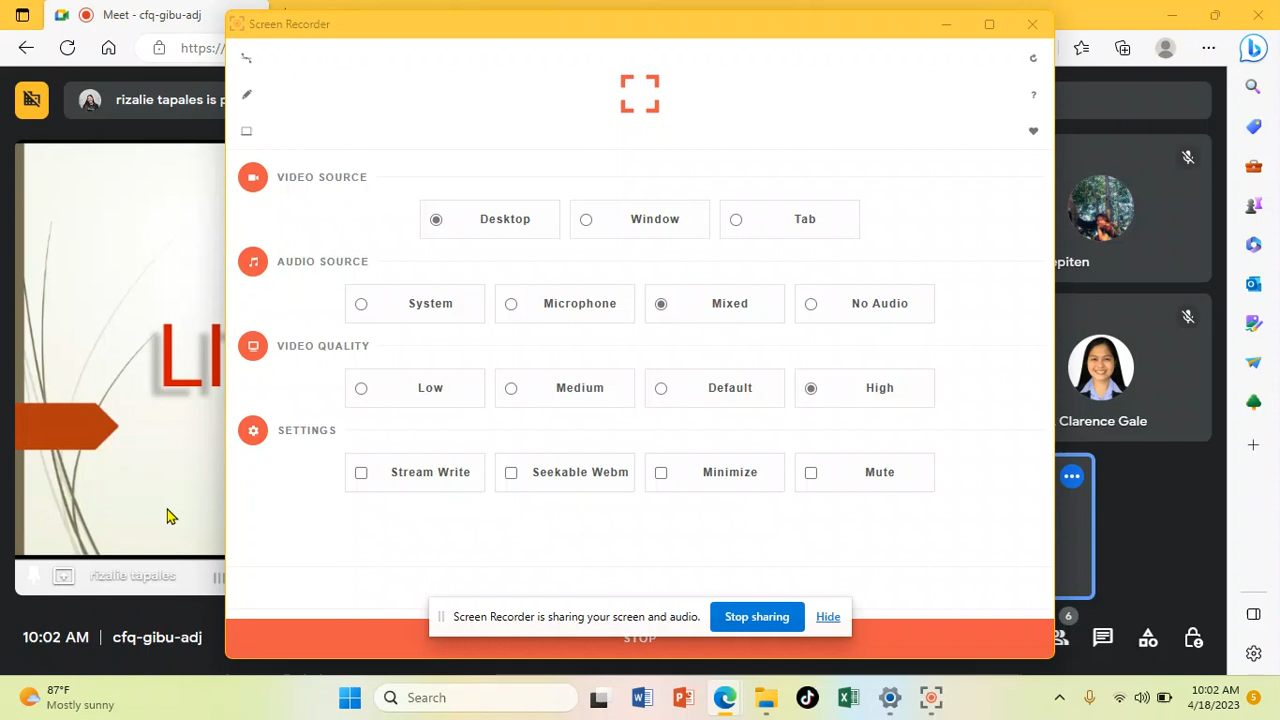 Meet - cfq-gibu-adj
Screen Recorder
https://
rizalie tapales is p
?
VIDEO SOURCE
Desktop
Window
Tab
AUDIO SOURCE
System
Microphone
Mixed
No Audio
VIDEO QUALITY
Low
Medium
Default
High
SETTINGS
Stream Write
Seekable Webm
Minimize
Mute
LI
epiten
Clarence Gale
rizalie tapales
Screen Recorder is sharing your screen and audio.
Stop sharing
Hide
STOP
10:02 AM
cfq-gibu-adj
6
87°F
Mostly sunny
Search
10:02 AM
4/18/2023
5